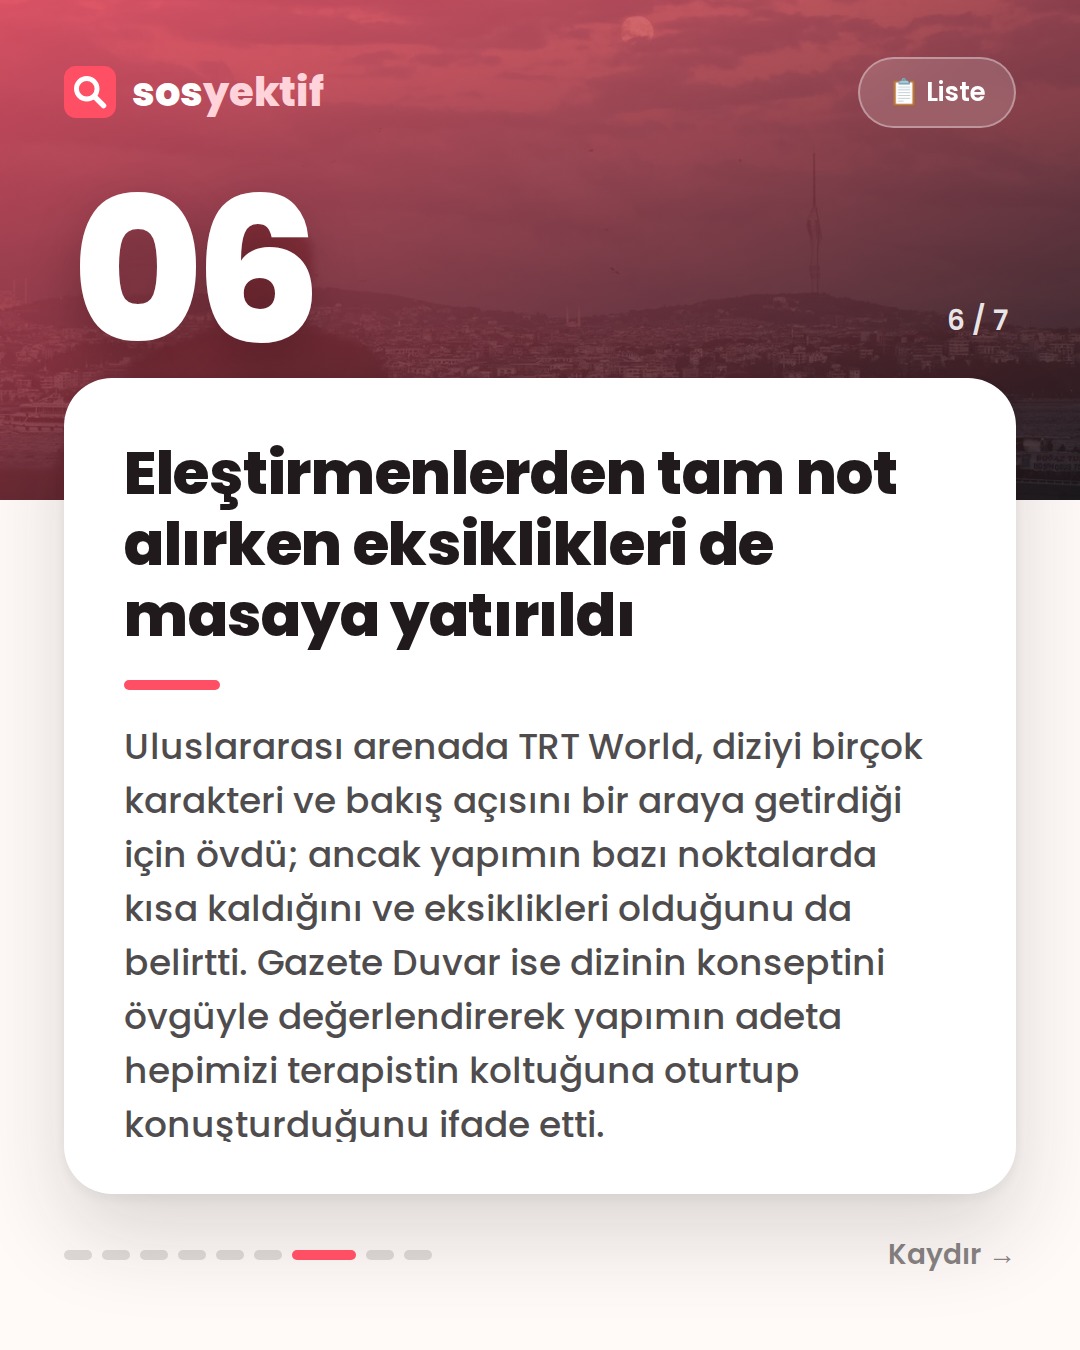 sosyektif
📋 Liste
06
6 / 7
Eleştirmenlerden tam not
alırken eksiklikleri de
masaya yatırıldı
Uluslararası arenada TRT World, diziyi birçok
karakteri ve bakış açısını bir araya getirdiği
için övdü; ancak yapımın bazı noktalarda
kısa kaldığını ve eksiklikleri olduğunu da
belirtti. Gazete Duvar ise dizinin konseptini
övgüyle değerlendirerek yapımın adeta
hepimizi terapistin koltuğuna oturtup
konuşturduğunu ifade etti.
Kaydır →